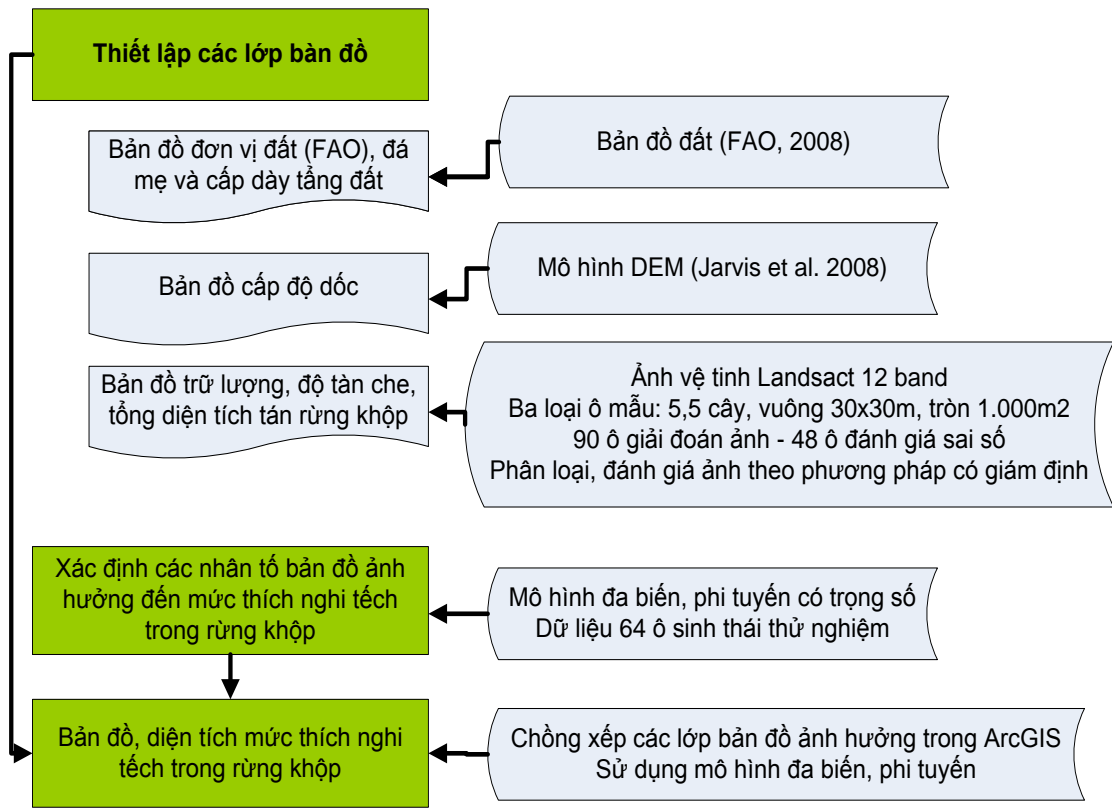 Thiết lập các lớp bàn đồ
Bản đồ đất (FAO, 2008)
Bản đồ đơn vị đất (FAO), đá
mẹ và cấp dày tẩng đất
Mô hình DEM (Jarvis et al. 2008)
Bản đồ cấp độ dốc
Ảnh vệ tinh Landsact 12 band
Ba loại ô mẫu: 5,5 cây, vuông 30x30m, tròn 1.000m2
90 ô giải đoán ảnh - 48 ô đánh giá sai số
Phân loại, đánh giá ảnh theo phương pháp có giám định
Bản đồ trữ lượng, độ tàn che,
tổng diện tích tán rừng khộp
Xác định các nhân tố bản đồ ảnh
hưởng đến mức thích nghi tếch
trong rừng khộp
Mô hình đa biến, phi tuyến có trọng số
Dữ liệu 64 ô sinh thái thử nghiệm
Bản đồ, diện tích mức thích nghi
tếch trong rừng khộp
Chồng xếp các lớp bản đồ ảnh hưởng trong ArcGIS
Sử dụng mô hình đa biến, phi tuyến